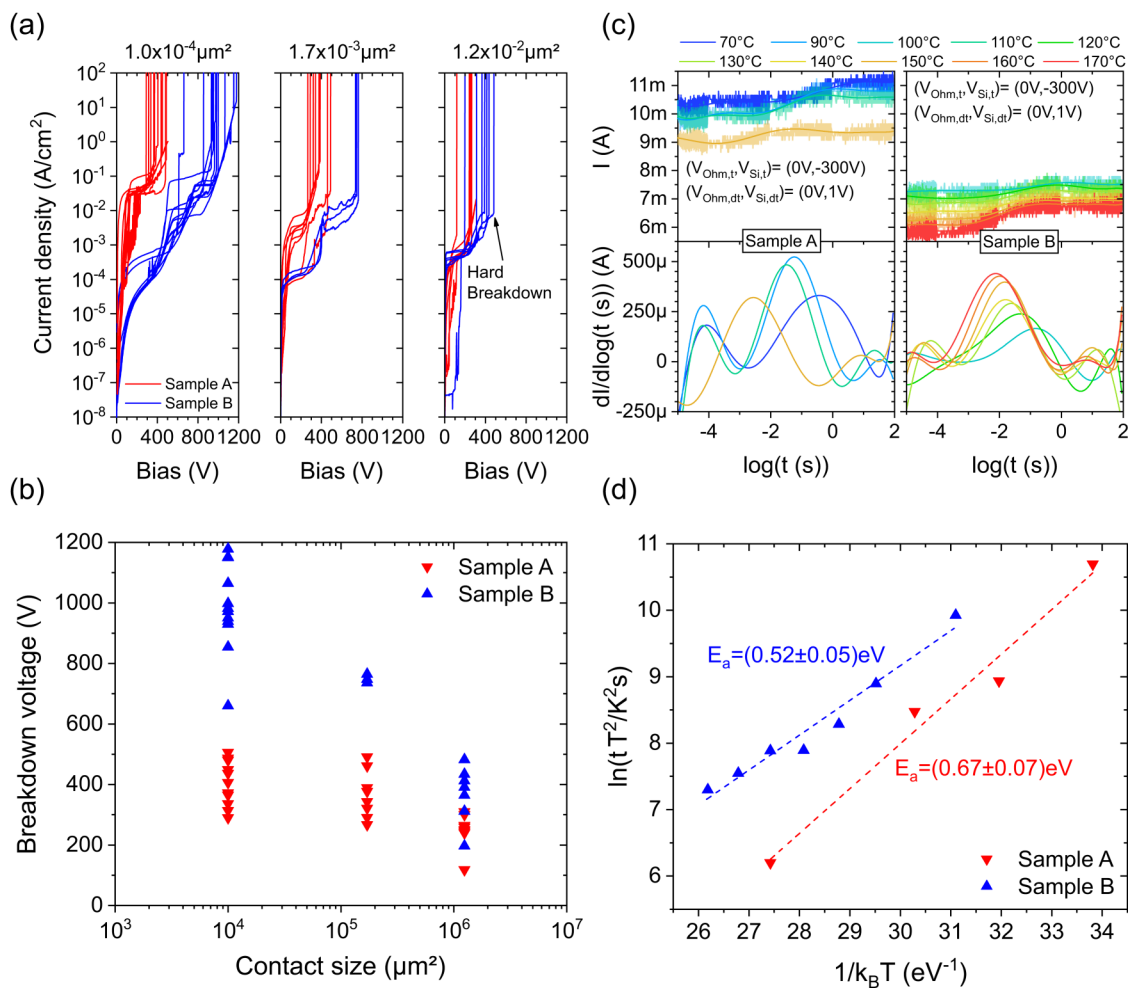 (a)
1.0x10⁻⁴µm²
1.7x10⁻³µm²
1.2x10⁻²µm²
Current density (A/cm²)
10²
10¹
10⁰
10⁻¹
10⁻²
10⁻³
10⁻⁴
10⁻⁵
10⁻⁶
10⁻⁷
10⁻⁸
Sample A
Sample B
Hard
Breakdown
0 400 800 1200
0 400 800 1200
0 400 800 1200
Bias (V)
Bias (V)
Bias (V)
(c)
70°C 90°C 100°C 110°C 120°C
130°C 140°C 150°C 160°C 170°C
I (A)
11m
10m
9m
8m
7m
6m
(V_Ohm,t,V_Si,t)= (0V,-300V)
(V_Ohm,dt,V_Si,dt)= (0V,1V)
(V_Ohm,t,V_Si,t)= (0V,-300V)
(V_Ohm,dt,V_Si,dt)= (0V,1V)
Sample A
Sample B
dI/dlog(t (s)) (A)
500µ
250µ
0
-250µ
-4 -2 0 2
-4 -2 0 2
log(t (s))
log(t (s))
(b)
Breakdown voltage (V)
1200
1000
800
600
400
200
0
Sample A
Sample B
10³ 10⁴ 10⁵ 10⁶ 10⁷
Contact size (µm²)
(d)
ln(t T²/K²s)
11
10
9
8
7
6
E_a=(0.52±0.05)eV
E_a=(0.67±0.07)eV
Sample A
Sample B
26 27 28 29 30 31 32 33 34
1/k_BT (eV⁻¹)